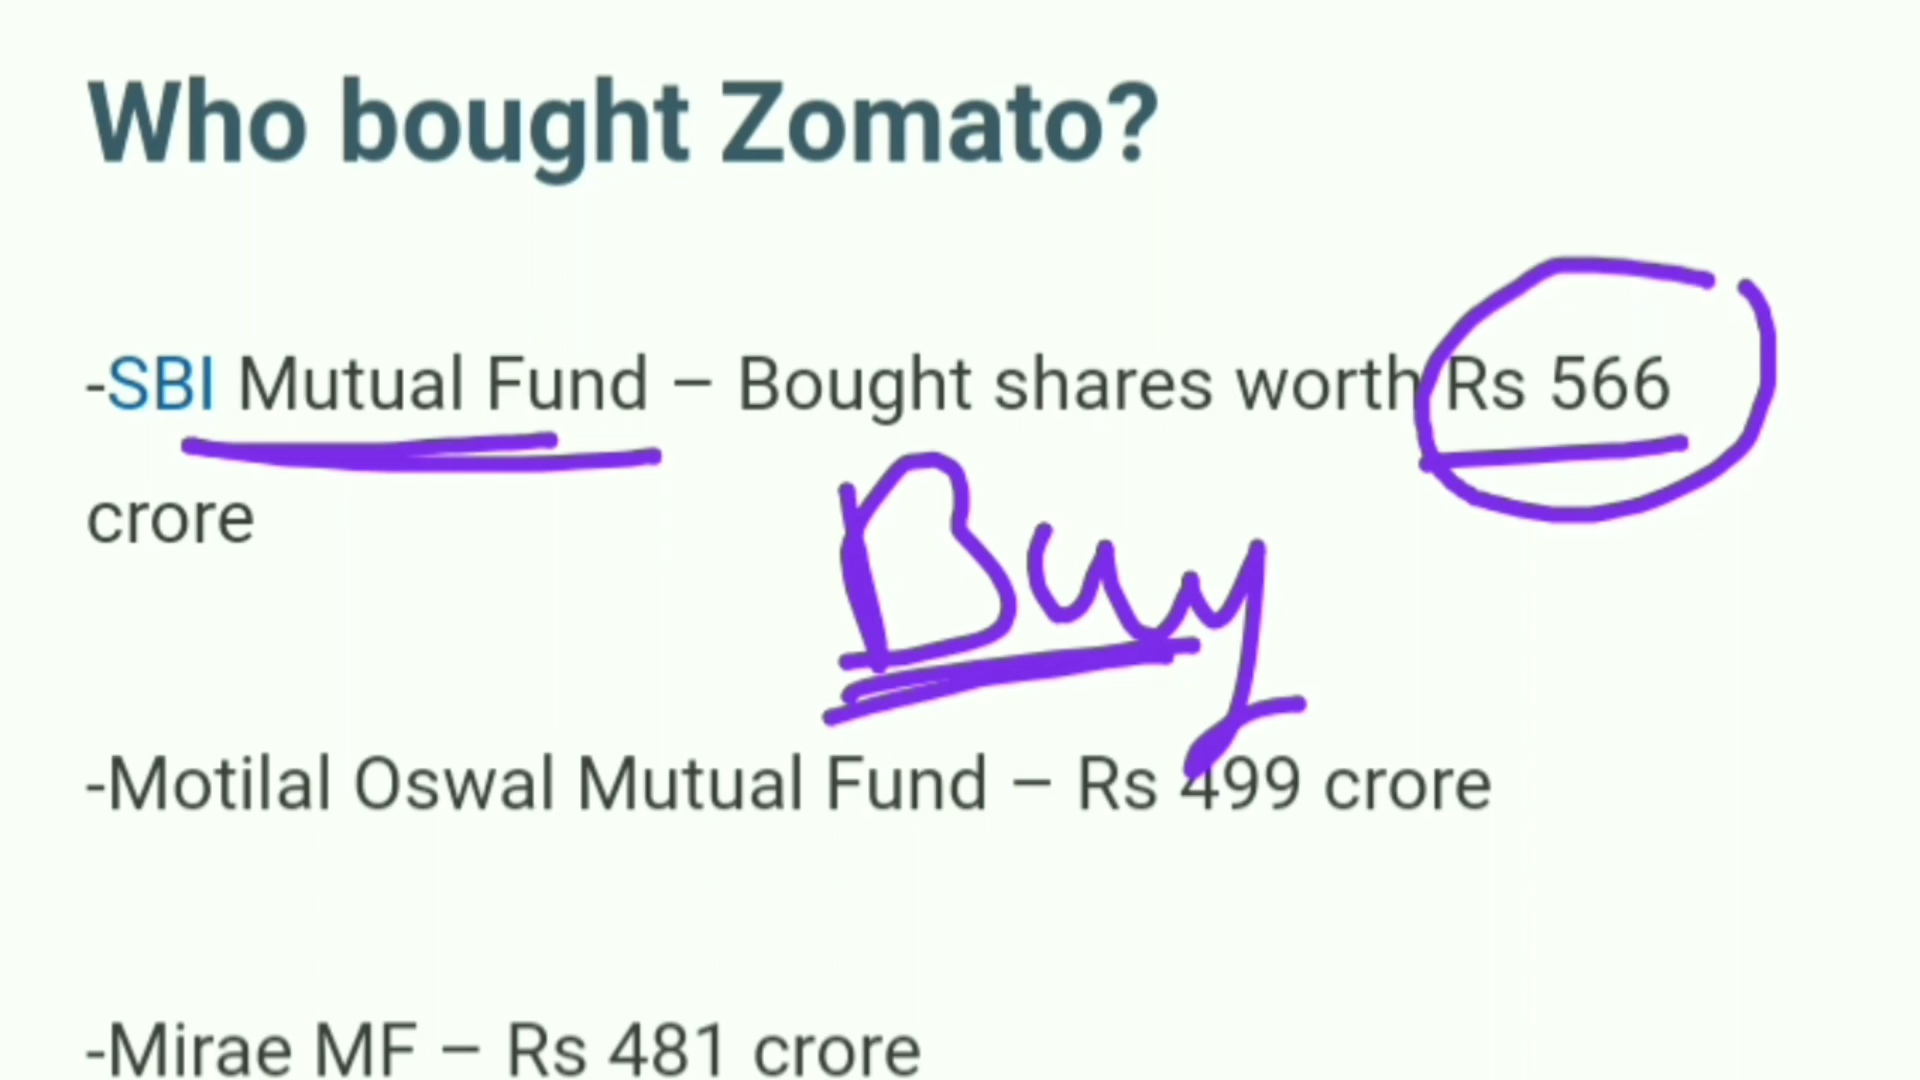 Who bought Zomato?
-SBI Mutual Fund – Bought shares worth Rs 566
crore
Buy
-Motilal Oswal Mutual Fund – Rs 499 crore
-Mirae MF – Rs 481 crore